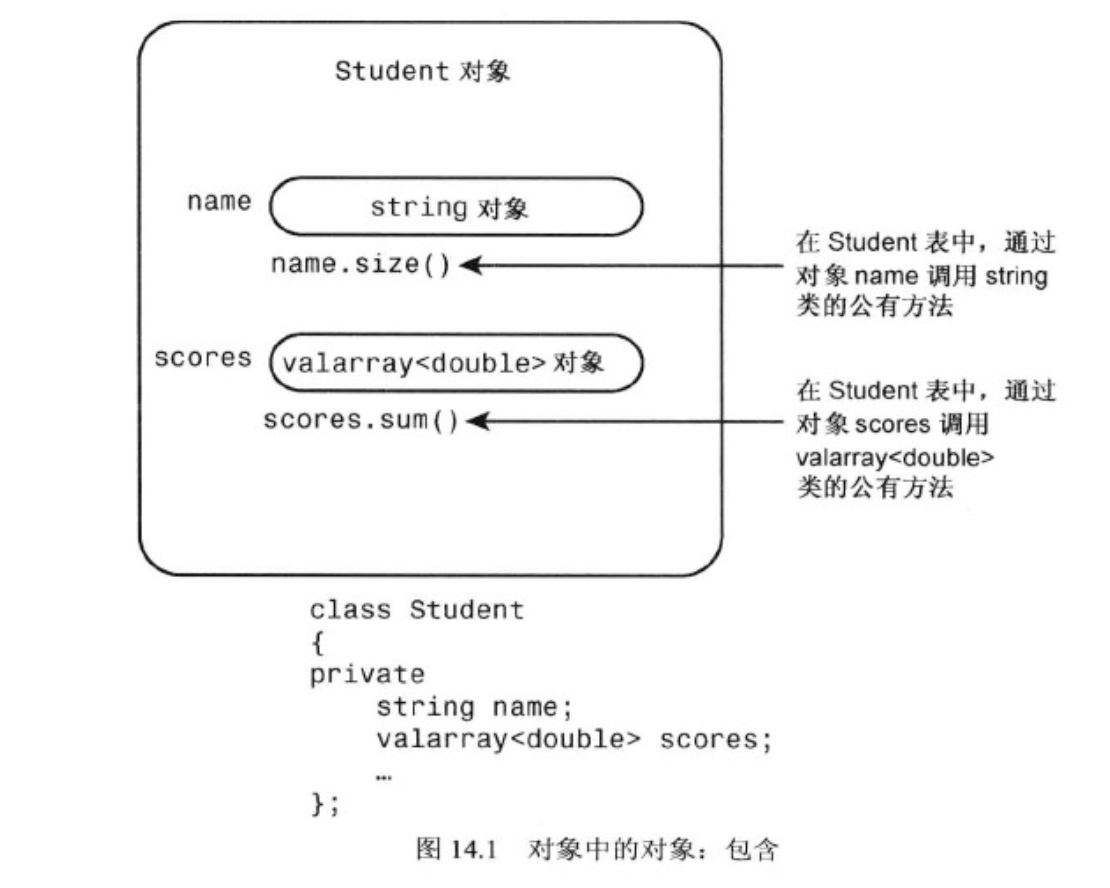 Student 对象
name
string 对象
name.size()
在 Student 表中，通过
对象 name 调用 string
类的公有方法
scores
valarray<double> 对象
scores.sum()
在 Student 表中，通过
对象 scores 调用
valarray<double>
类的公有方法
class Student
{
private
    string name;
    valarray<double> scores;
    …
};
图 14.1 对象中的对象：包含